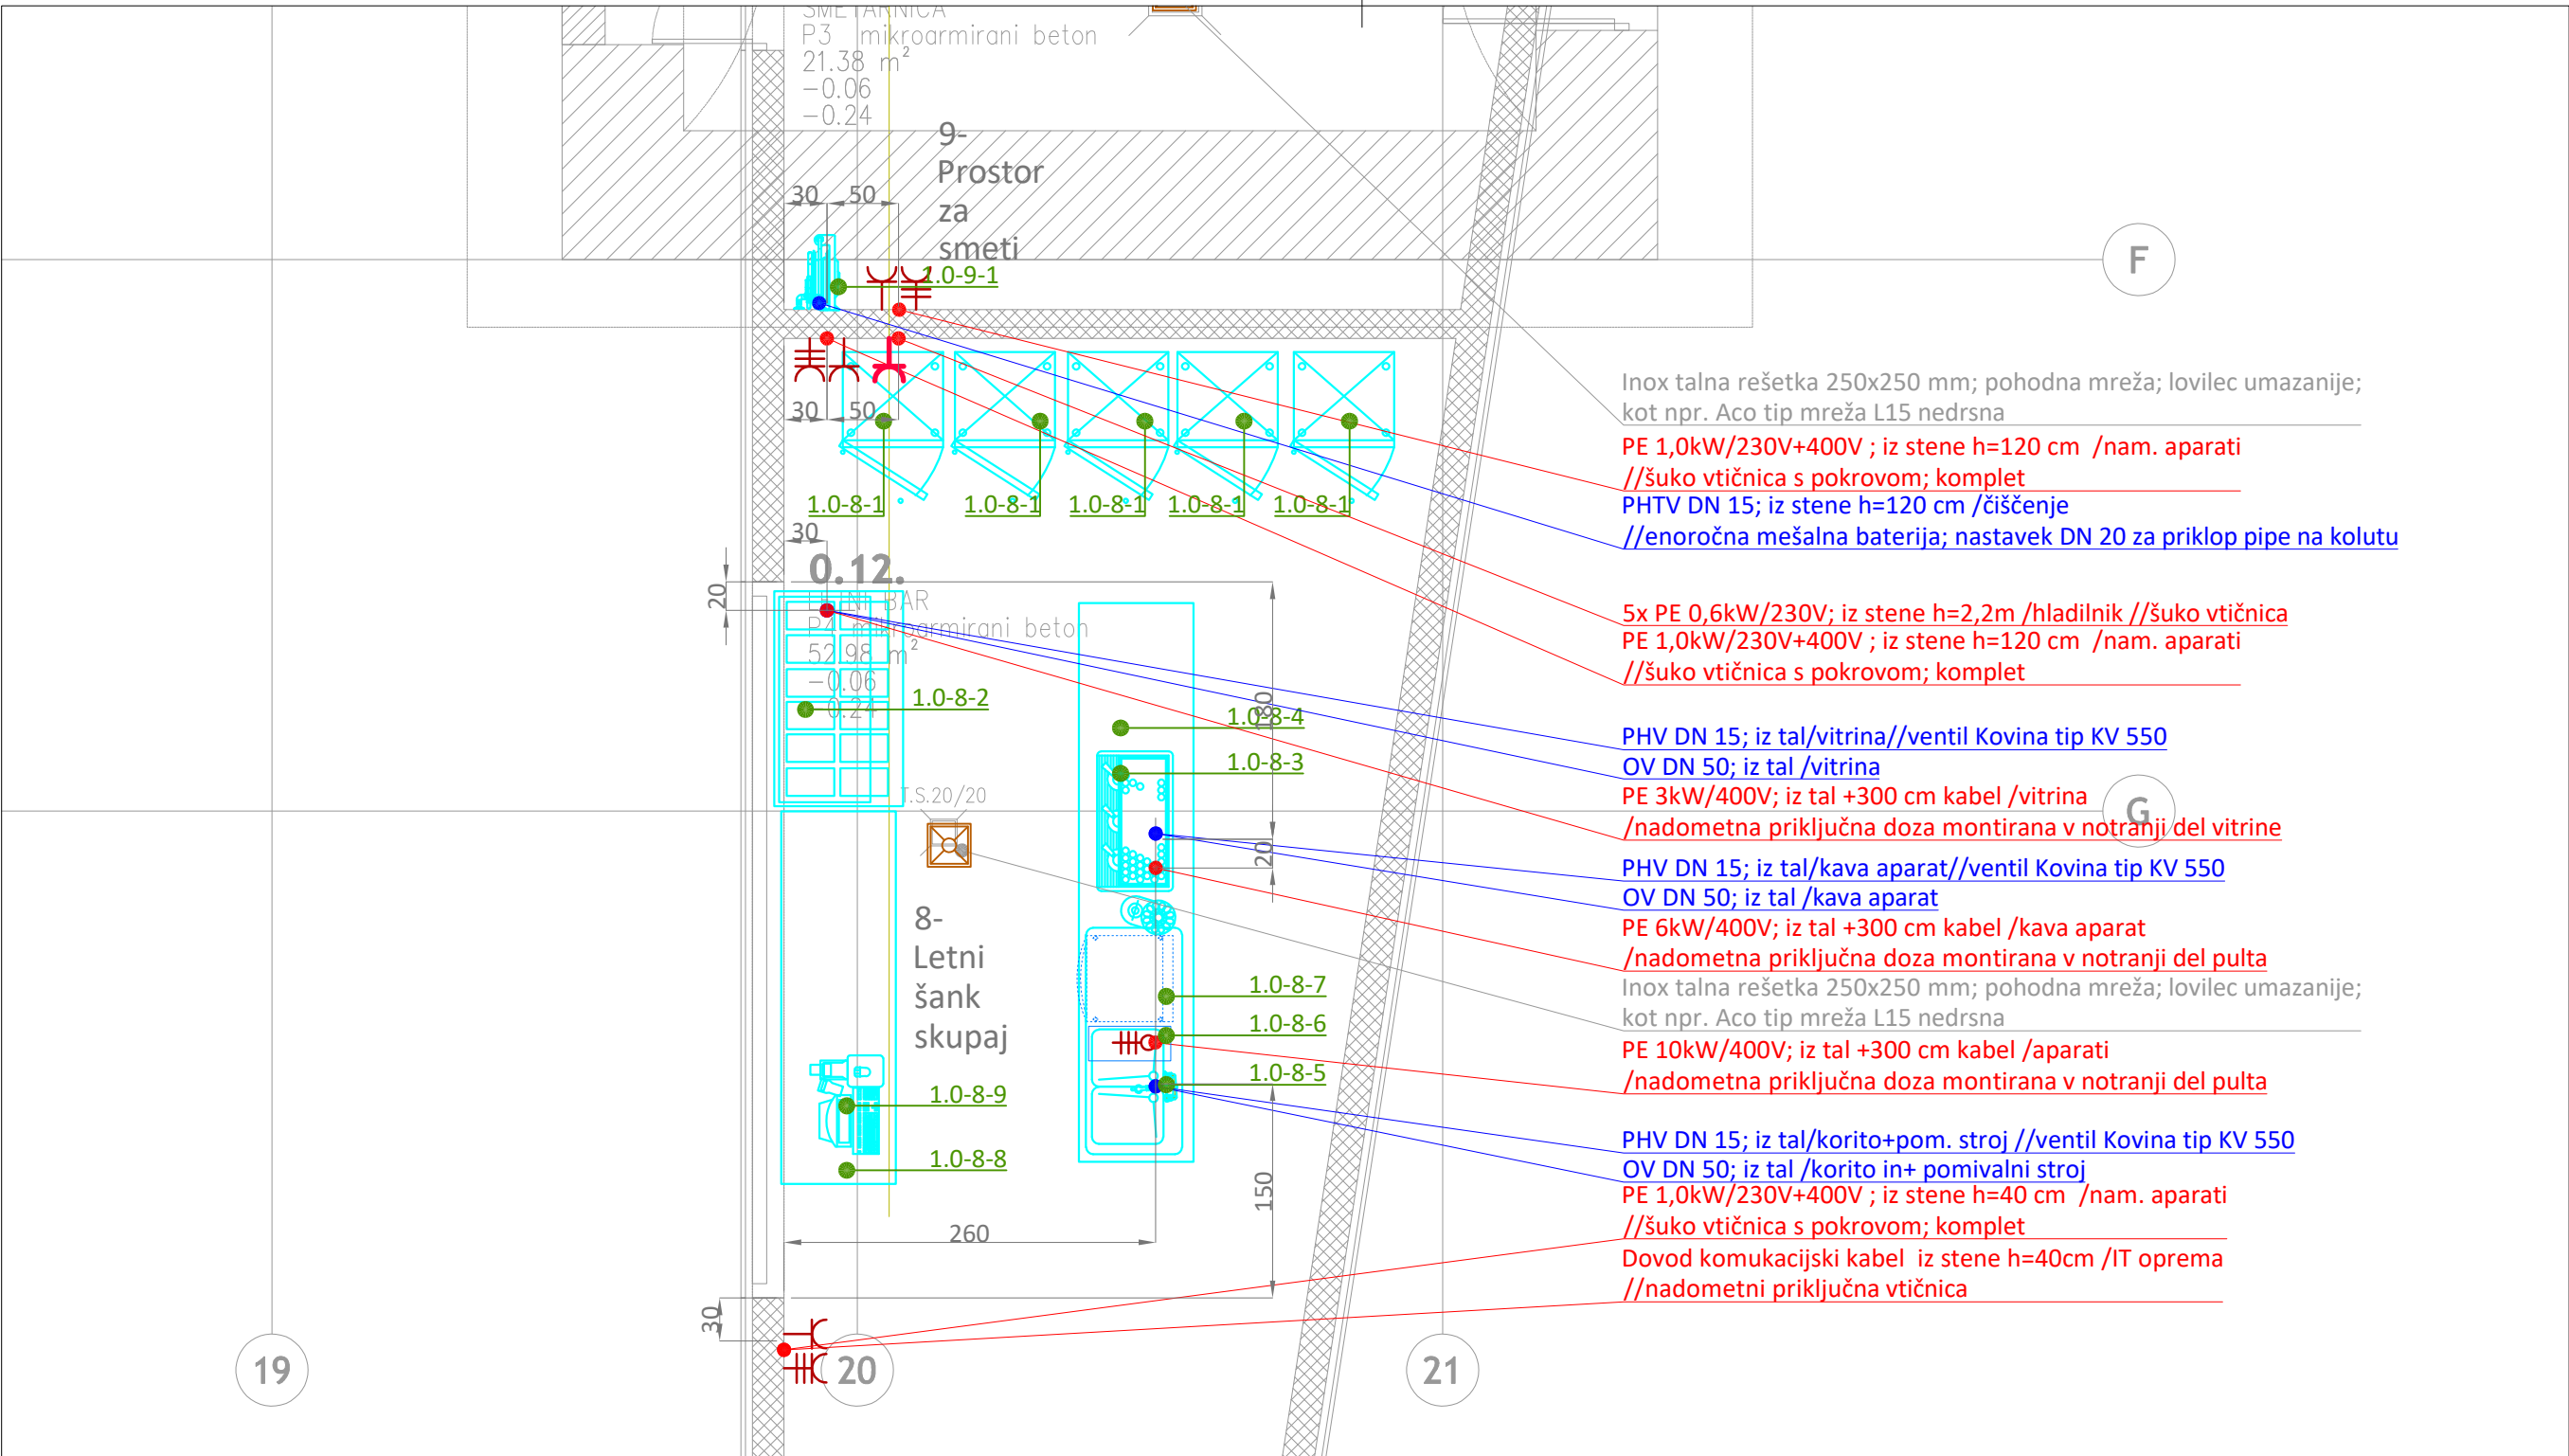 SMETARNICA
P3 mikroarmirani beton
21.38 m²
-0.06
-0.24
9-
Prostor
za
smeti
30 50
1.0-9-1
F
30 50
1.0-8-1 1.0-8-1 1.0-8-1 1.0-8-1 1.0-8-1
30
20
0.12.
LETNI BAR
P4 mikroarmirani beton
52.98 m²
-0.06
-0.24
1.0-8-2
180
1.0-8-4
1.0-8-3
T.S.20/20
G
20
8-
Letni
šank
skupaj
1.0-8-7
1.0-8-6
1.0-8-5
1.0-8-9
1.0-8-8
150
260
30
19
20
21
Inox talna rešetka 250x250 mm; pohodna mreža; lovilec umazanije;
kot npr. Aco tip mreža L15 nedrsna
PE 1,0kW/230V+400V ; iz stene h=120 cm /nam. aparati
//šuko vtičnica s pokrovom; komplet
PHTV DN 15; iz stene h=120 cm /čiščenje
//enoročna mešalna baterija; nastavek DN 20 za priklop pipe na kolutu
5x PE 0,6kW/230V; iz stene h=2,2m /hladilnik //šuko vtičnica
PE 1,0kW/230V+400V ; iz stene h=120 cm /nam. aparati
//šuko vtičnica s pokrovom; komplet
PHV DN 15; iz tal/vitrina//ventil Kovina tip KV 550
OV DN 50; iz tal /vitrina
PE 3kW/400V; iz tal +300 cm kabel /vitrina
/nadometna priključna doza montirana v notranji del vitrine
PHV DN 15; iz tal/kava aparat//ventil Kovina tip KV 550
OV DN 50; iz tal /kava aparat
PE 6kW/400V; iz tal +300 cm kabel /kava aparat
/nadometna priključna doza montirana v notranji del pulta
Inox talna rešetka 250x250 mm; pohodna mreža; lovilec umazanije;
kot npr. Aco tip mreža L15 nedrsna
PE 10kW/400V; iz tal +300 cm kabel /aparati
/nadometna priključna doza montirana v notranji del pulta
PHV DN 15; iz tal/korito+pom. stroj //ventil Kovina tip KV 550
OV DN 50; iz tal /korito in+ pomivalni stroj
PE 1,0kW/230V+400V ; iz stene h=40 cm /nam. aparati
//šuko vtičnica s pokrovom; komplet
Dovod komukacijski kabel iz stene h=40cm /IT oprema
//nadometni priključna vtičnica